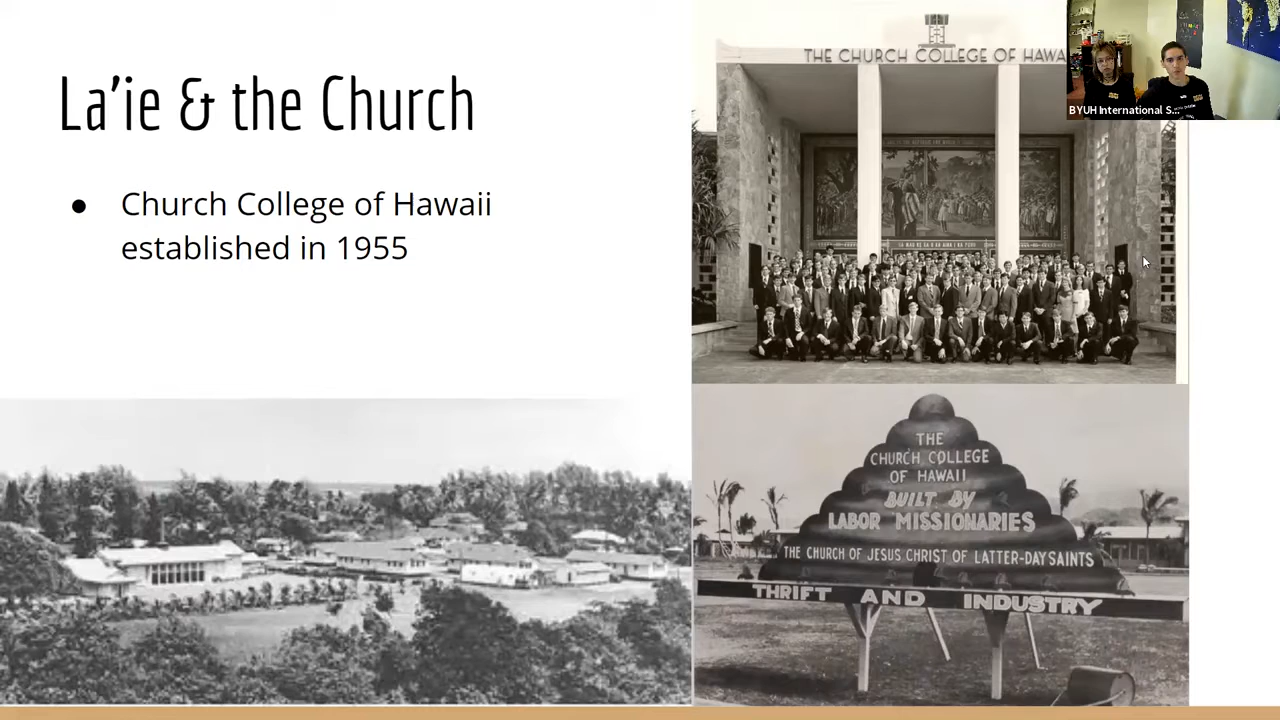 La'ie & the Church
● Church College of Hawaii
established in 1955
THE CHURCH COLLEGE OF HAWA
BYUH International S...
THE
CHURCH COLLEGE
OF HAWAII
BUILT BY
LABOR MISSIONARIES
THE CHURCH OF JESUS CHRIST OF LATTER-DAY SAINTS
THRIFT AND INDUSTRY